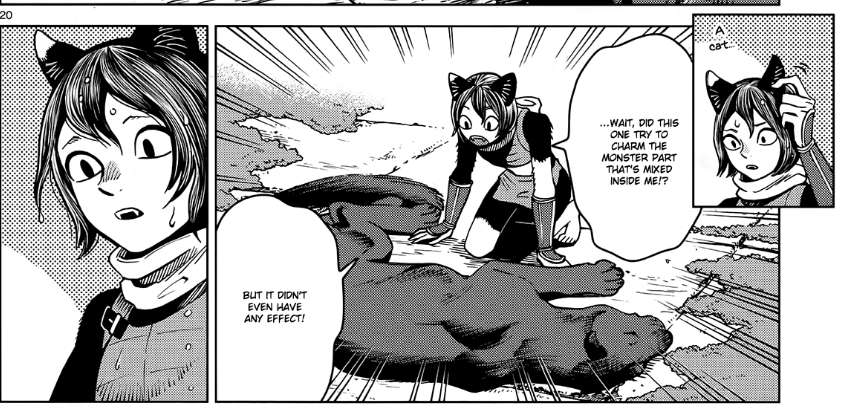 20
A
cat...
...WAIT, DID THIS
ONE TRY TO
CHARM THE
MONSTER PART
THAT'S MIXED
INSIDE ME!?
BUT IT DIDN'T
EVEN HAVE
ANY EFFECT!